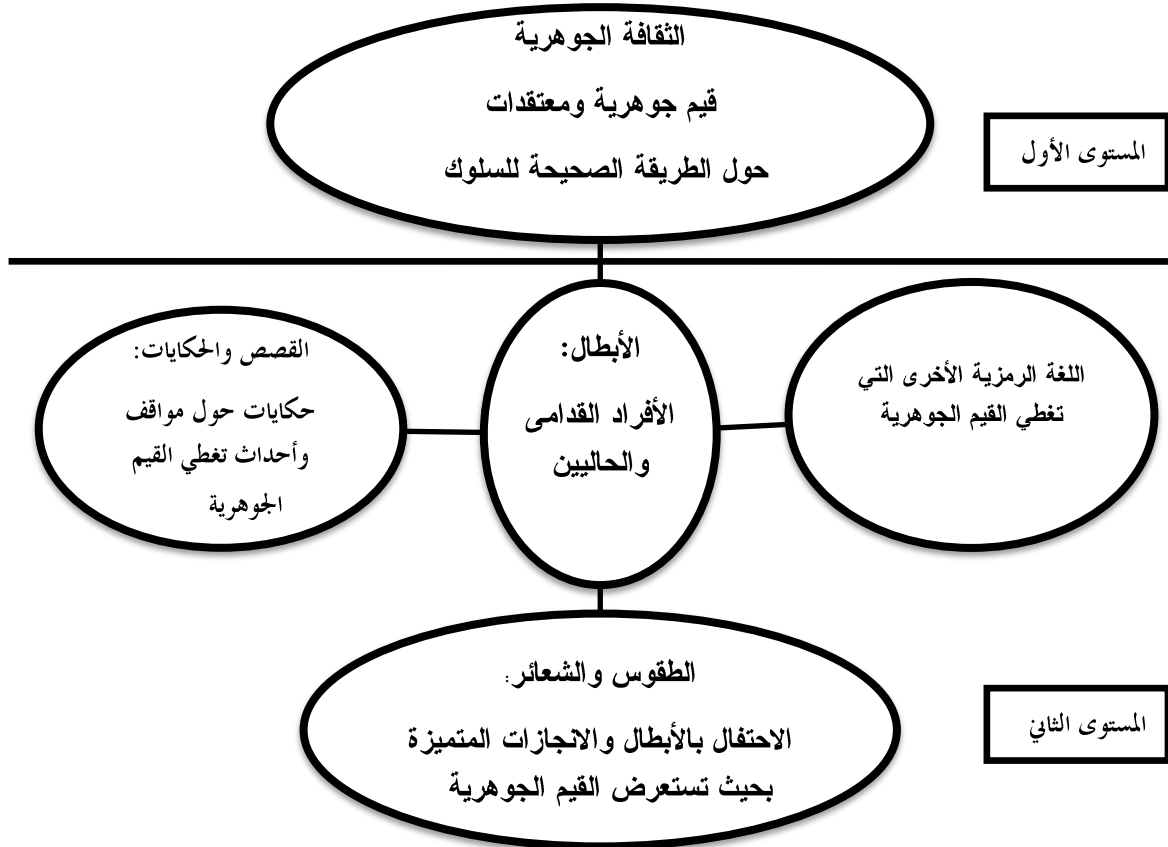 الثقافة الجوهرية
قيم جوهرية ومعتقدات
حول الطريقة الصحيحة للسلوك
المستوى الأول
اللغة الرمزية الأخرى التي
تغطي القيم الجوهرية
الأبطال:
الأفراد القدامى
والحاليين
القصص والحكايات:
حكايات حول مواقف
وأحداث تغطي القيم
الجوهرية
الطقوس والشعائر:
الاحتفال بالأبطال والانجازات المتميزة
بحيث تستعرض القيم الجوهرية
المستوى الثاني